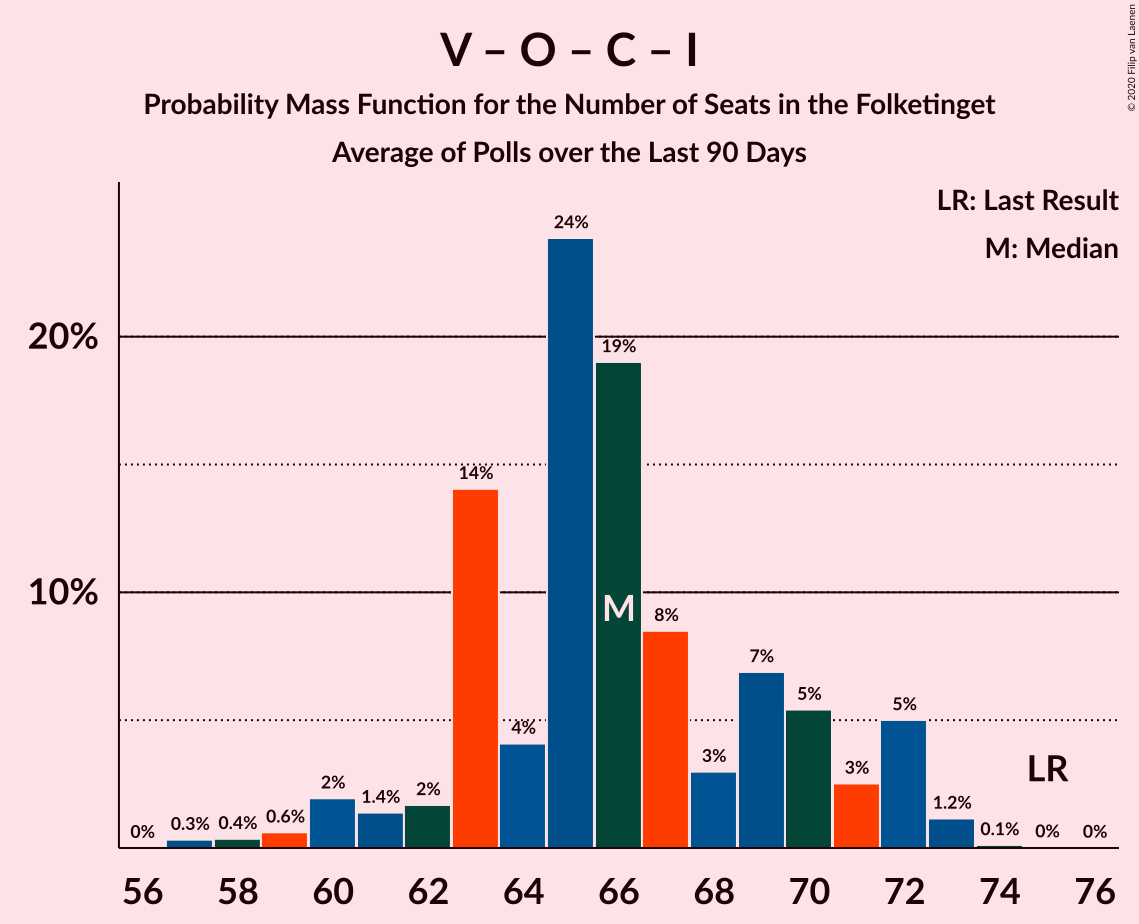 V – O – C – I
Probability Mass Function for the Number of Seats in the Folketinget
Average of Polls over the Last 90 Days
© 2020 Filip van Laenen
LR: Last Result
M: Median
20%
10%
0%
0.3%
0.4%
0.6%
2%
1.4%
2%
14%
4%
24%
19%
8%
3%
7%
5%
3%
5%
1.2%
0.1%
0%
0%
M
LR
56 58 60 62 64 66 68 70 72 74 76